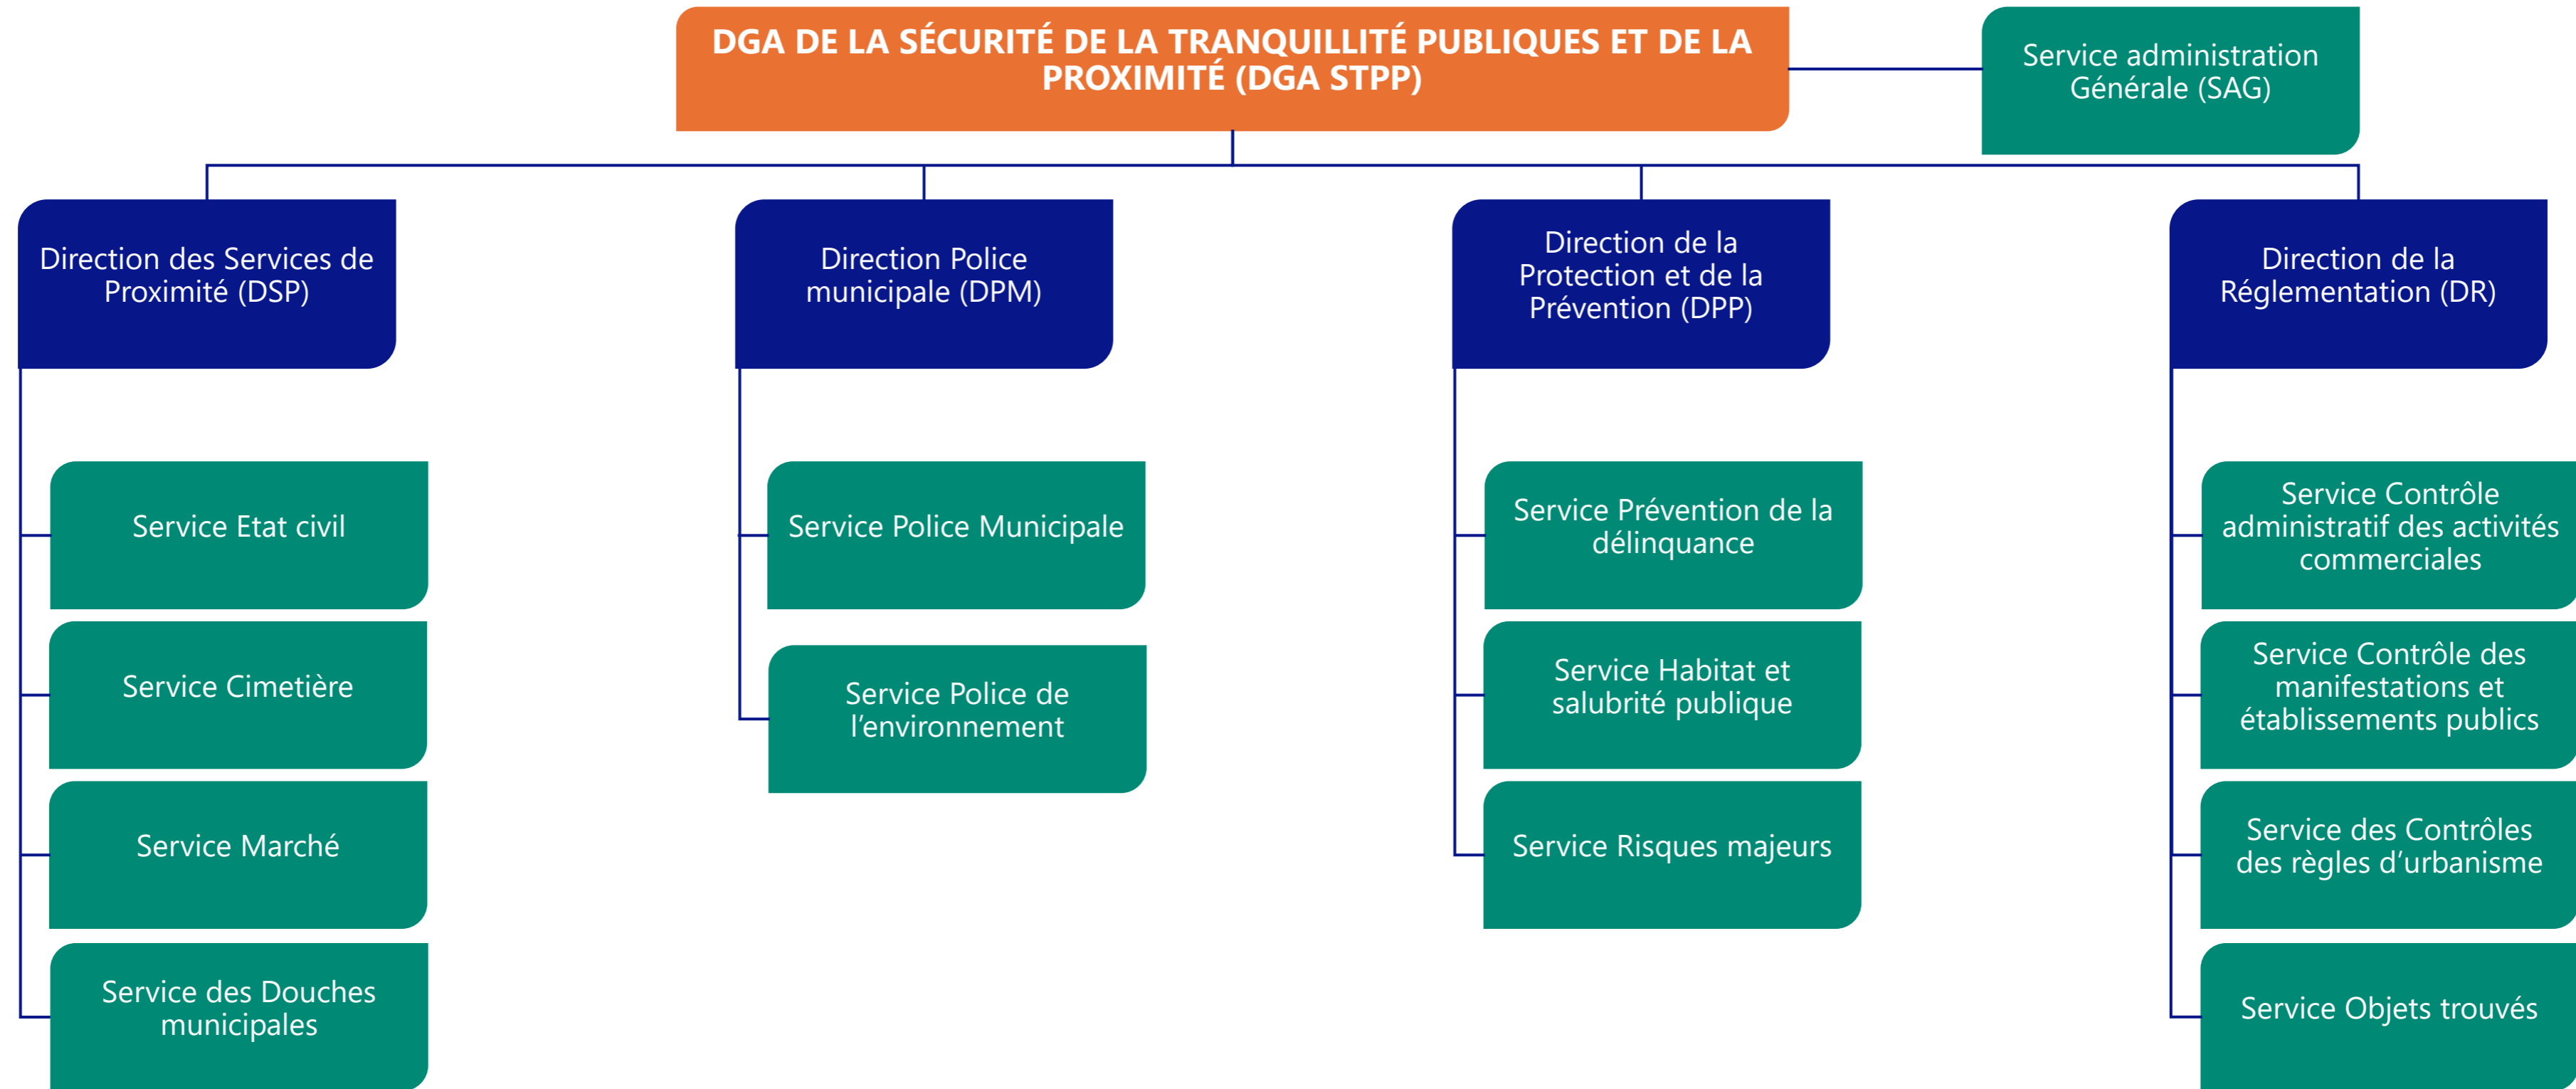 DGA DE LA SÉCURITÉ DE LA TRANQUILLITÉ PUBLIQUES ET DE LA
PROXIMITÉ (DGA STPP)
Service administration
Générale (SAG)
Direction des Services de
Proximité (DSP)
Direction Police
municipale (DPM)
Direction de la
Protection et de la
Prévention (DPP)
Direction de la
Réglementation (DR)
Service Etat civil
Service Cimetière
Service Marché
Service des Douches
municipales
Service Police Municipale
Service Police de
l'environnement
Service Prévention de la
délinquance
Service Habitat et
salubrité publique
Service Risques majeurs
Service Contrôle
administratif des activités
commerciales
Service Contrôle des
manifestations et
établissements publics
Service des Contrôles
des règles d’urbanisme
Service Objets trouvés